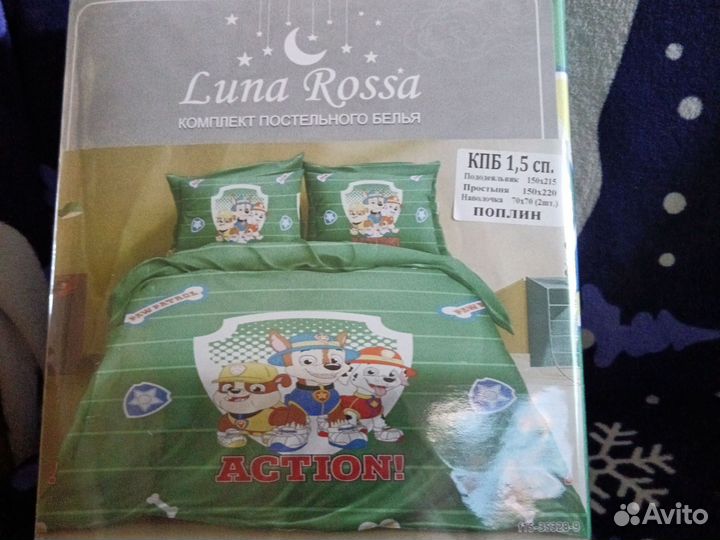 Luna Rossa
КОМПЛЕКТ ПОСТЕЛЬНОГО БЕЛЬЯ
КПБ 1,5 сп.
Пододеяльник 150х215
Простыня 150х220
Наволочка 70х70 (2шт.)
ПОПЛИН
PAW PATROL
ACTION!
Avito